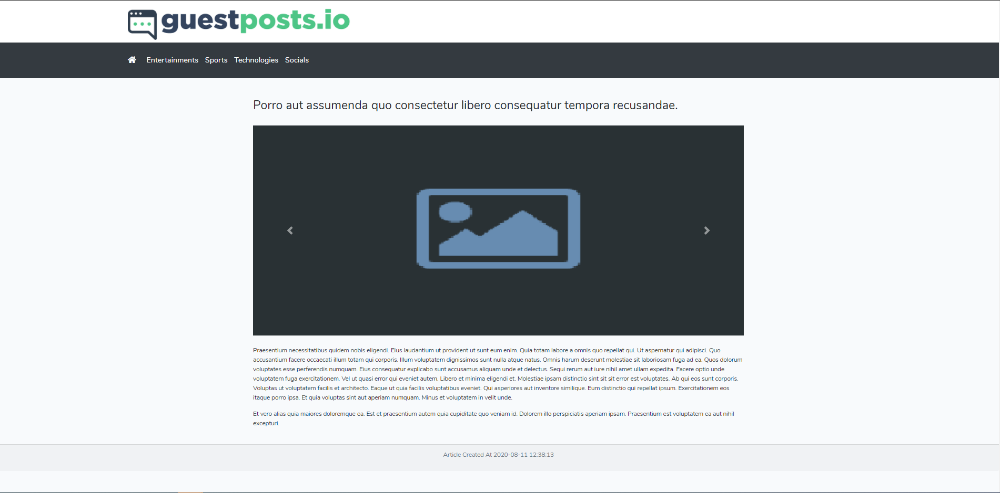 guestposts.io
Entertainments Sports Technologies Socials
Porro aut assumenda quo consectetur libero consequatur tempora recusandae.
Praesentium necessitatibus quidem nobis eligendi. Eius laudantium ut provident ut sunt eum enim. Quia totam labore a omnis quo repellat qui. Ut aspernatur qui adipisci. Quo
accusantium facere occaecati illum totam qui corporis. Illum voluptatem dignissimos sunt nulla atque natus. Omnis harum deserunt molestiae sit laboriosam fuga ad ea. Quos dolorum
voluptates esse perferendis numquam. Eius consequatur explicabo sunt accusamus aliquam unde et delectus. Sequi rerum aut iure nihil amet ullam expedita. Facere optio unde
voluptatem fuga exercitationem. Vel ut quasi error qui eveniet autem. Libero et minima eligendi et. Molestiae ipsam distinctio sint sit sit error est voluptates. Ab qui eos sunt corporis.
Voluptas ut voluptatem facilis et architecto. Eaque ut quia facilis voluptatibus eveniet. Qui asperiores aut inventore similique. Eum distinctio qui repellat ipsum. Exercitationem eos
itaque porro ipsa. Et quia voluptas sint aut aperiam numquam. Minus et voluptatem in velit unde.
Et vero alias quia maiores doloremque ea. Est et praesentium autem quia cupiditate quo veniam id. Dolorem illo perspiciatis aperiam ipsam. Praesentium est voluptatem ea aut nihil
excepturi.
Article Created At 2020-08-11 12:38:13